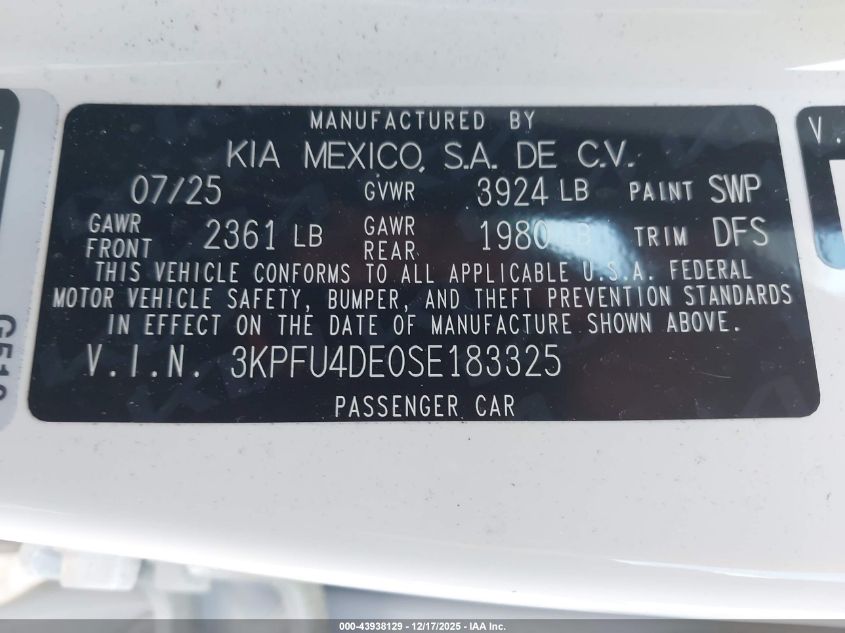 MANUFACTURED BY
KIA MEXICO, S.A. DE C.V.
07/25 GVWR 3924 LB PAINT SWP
GAWR FRONT 2361 LB GAWR REAR 1980 LB TRIM DFS
THIS VEHICLE CONFORMS TO ALL APPLICABLE U.S.A. FEDERAL
MOTOR VEHICLE SAFETY, BUMPER, AND THEFT PREVENTION STANDARDS
IN EFFECT ON THE DATE OF MANUFACTURE SHOWN ABOVE.
V.I.N. 3KPFU4DE0SE183325
PASSENGER CAR
V.
000-43938129 - 12/17/2025 - IAA Inc.